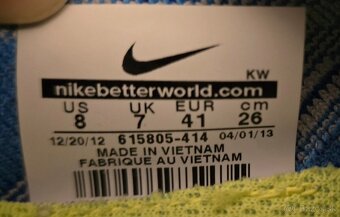 KW
nikebetterworld.com
US UK EUR cm
8 7 41 26
12/20/12 615805-414 04/01/13
MADE IN VIETNAM
FABRIQUE AU VIETNAM